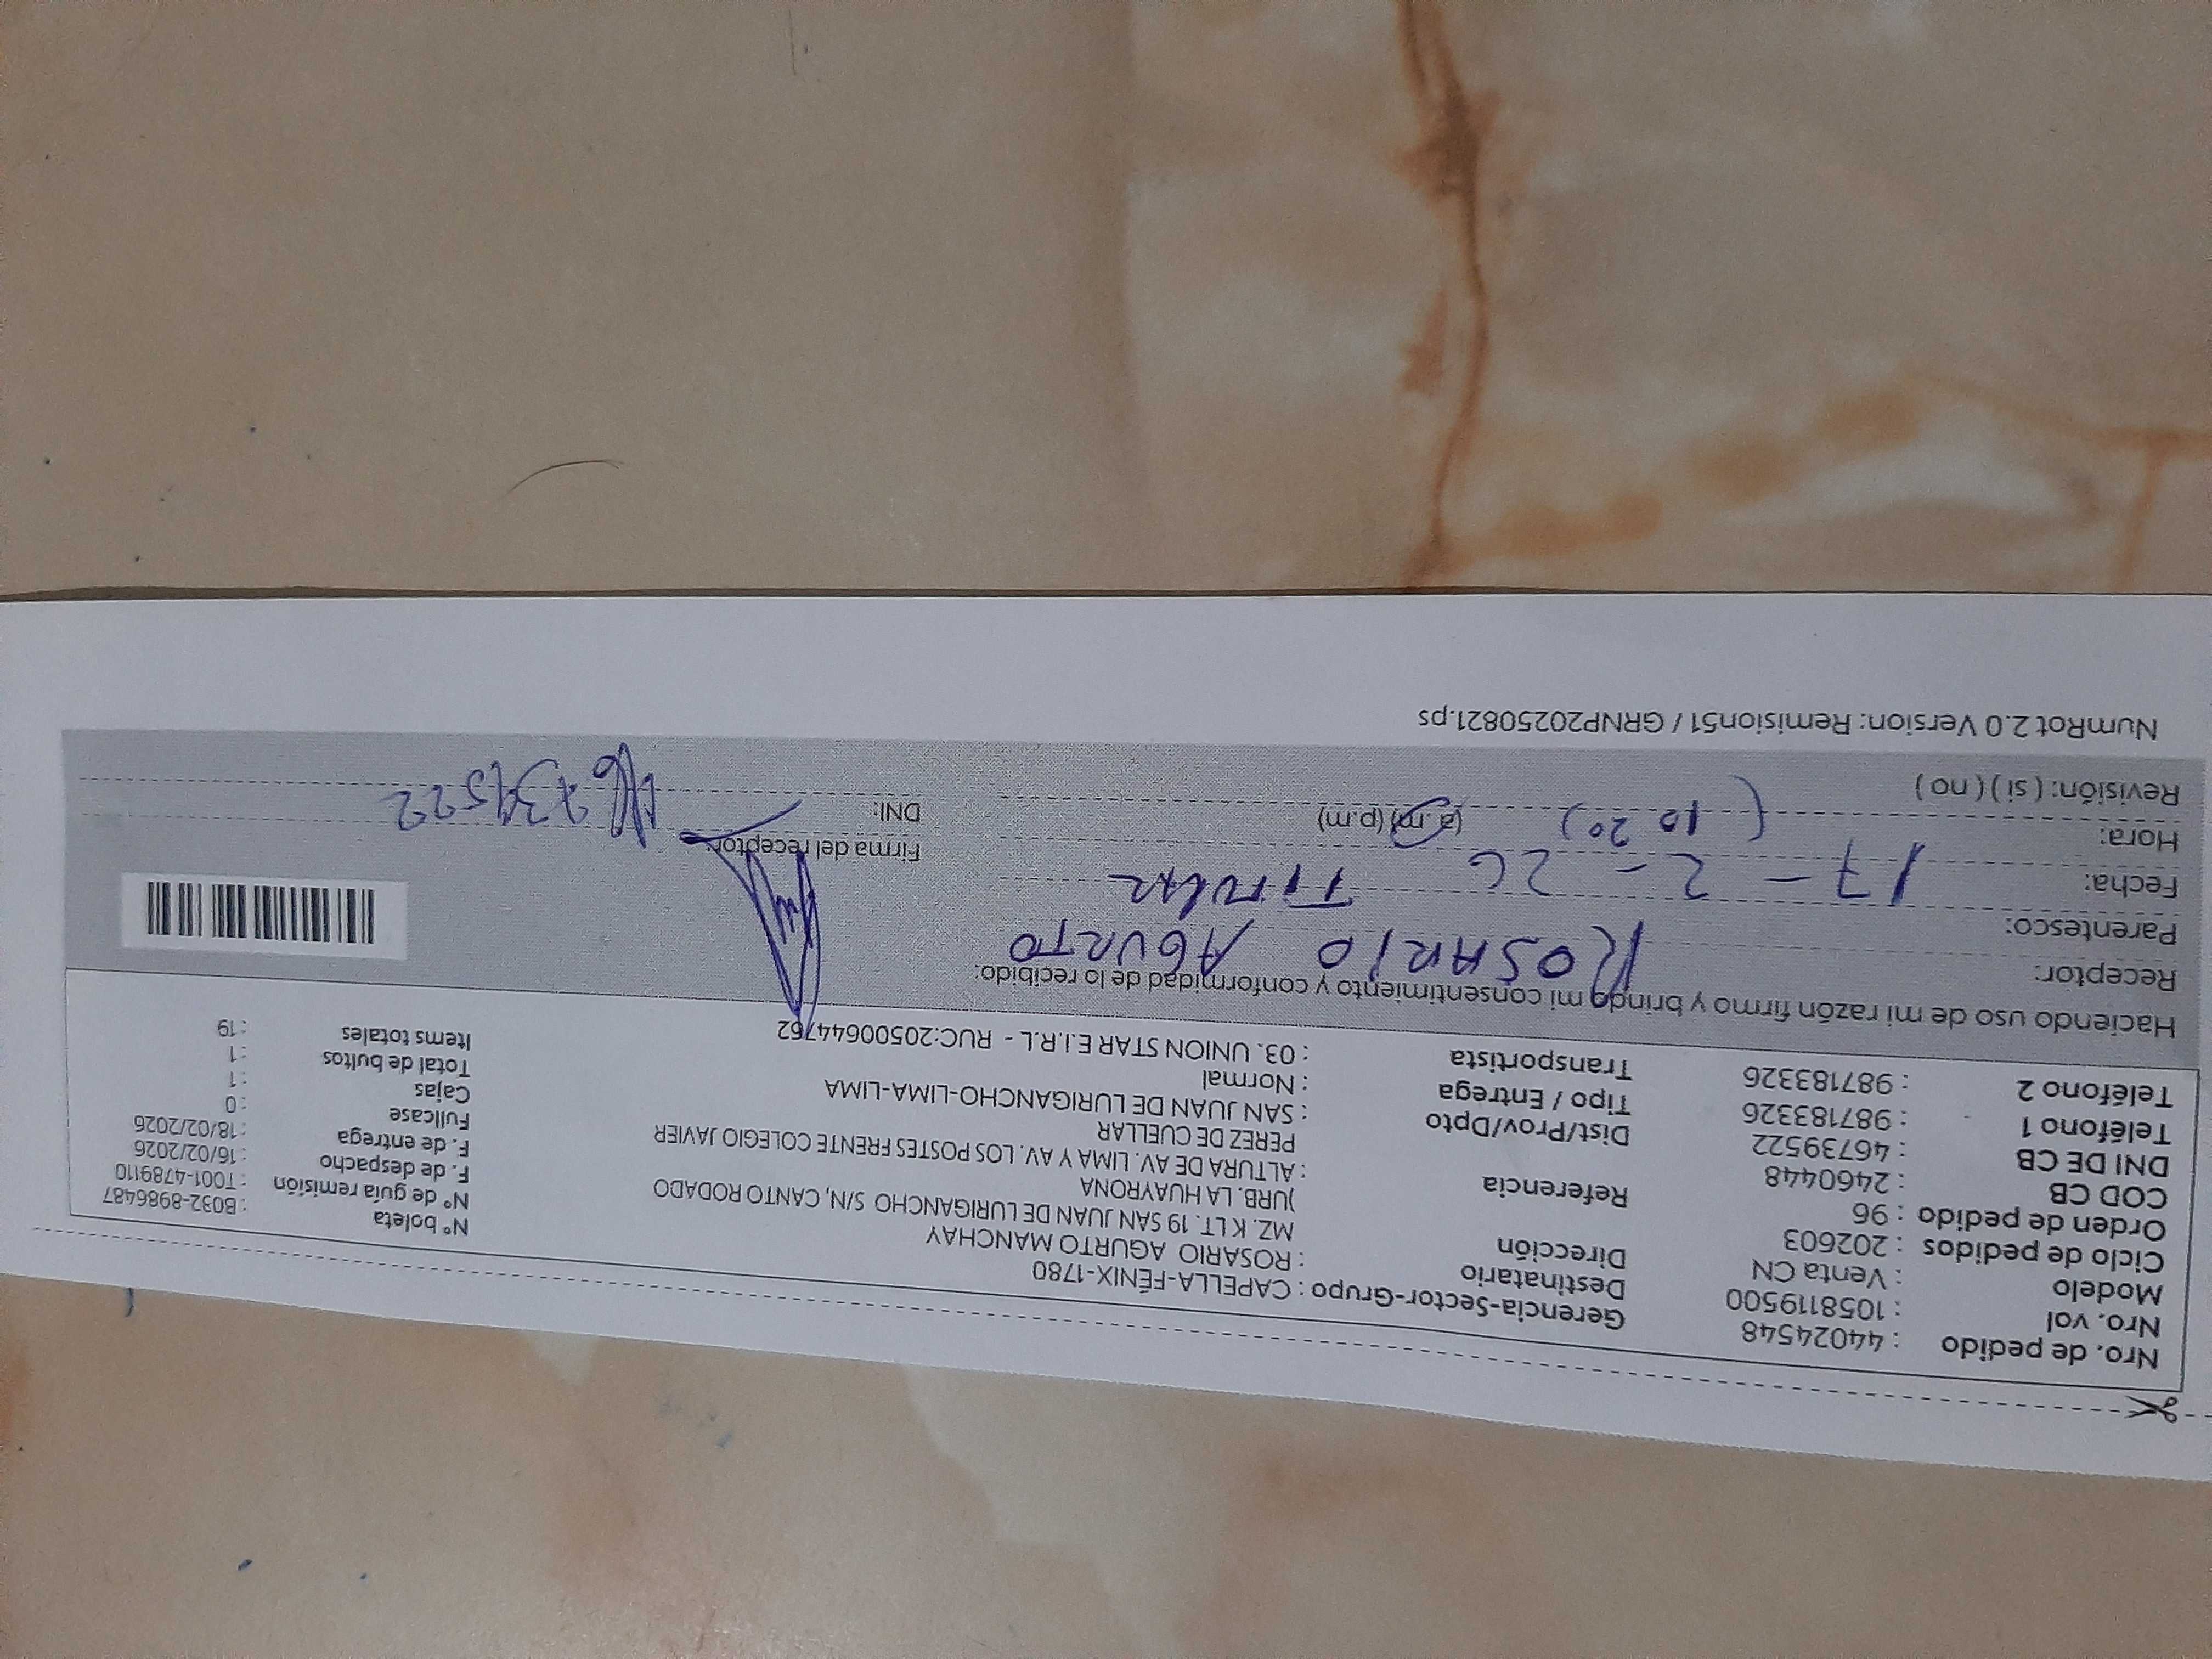 Nro. de pedido : 44024548
Nro. vol : 1058119500
Modelo : Venta CN
Ciclo de pedidos : 202603
Orden de pedido : 96
COD CB : 2460448
DNI DE CB : 46739522
Teléfono 1 : 987183326
Teléfono 2 : 987183326
Gerencia-Sector-Grupo : CAPELLA-FÉNIX-1780
Destinatario : ROSARIO AGURTO MANCHAY
Dirección MZ. K LT. 19 SAN JUAN DE LURIGANCHO S/N, CANTO RODADO
)URB. LA HUAYRONA
Referencia : ALTURA DE AV. LIMA Y AV. LOS POSTES FRENTE COLEGIO JAVIER
PEREZ DE CUELLAR
Dist/Prov/Dpto : SAN JUAN DE LURIGANCHO-LIMA-LIMA
Tipo / Entrega : Normal
Transportista : 03. UNION STAR E.I.R.L - RUC:20500644762
N° boleta : B032-8986487
N° de guía remisión : T001-4789110
F. de despacho : 16/02/2026
F. de entrega : 18/02/2026
Fullcase : 0
Cajas : 1
Total de bultos : 1
Items totales : 19
Haciendo uso de mi razón firmo y brindo mi consentimiento y conformidad de lo recibido:
Receptor: ROSARIO AGURTO
Parentesco: TITULAR
Fecha: 17-2-26
Hora: (10.20) (a.m) (p.m)
Revisión: ( si ) ( no )
Firma del receptor:
DNI:
NumRot 2.0 Version: Remision51 / GRNP20250821.ps